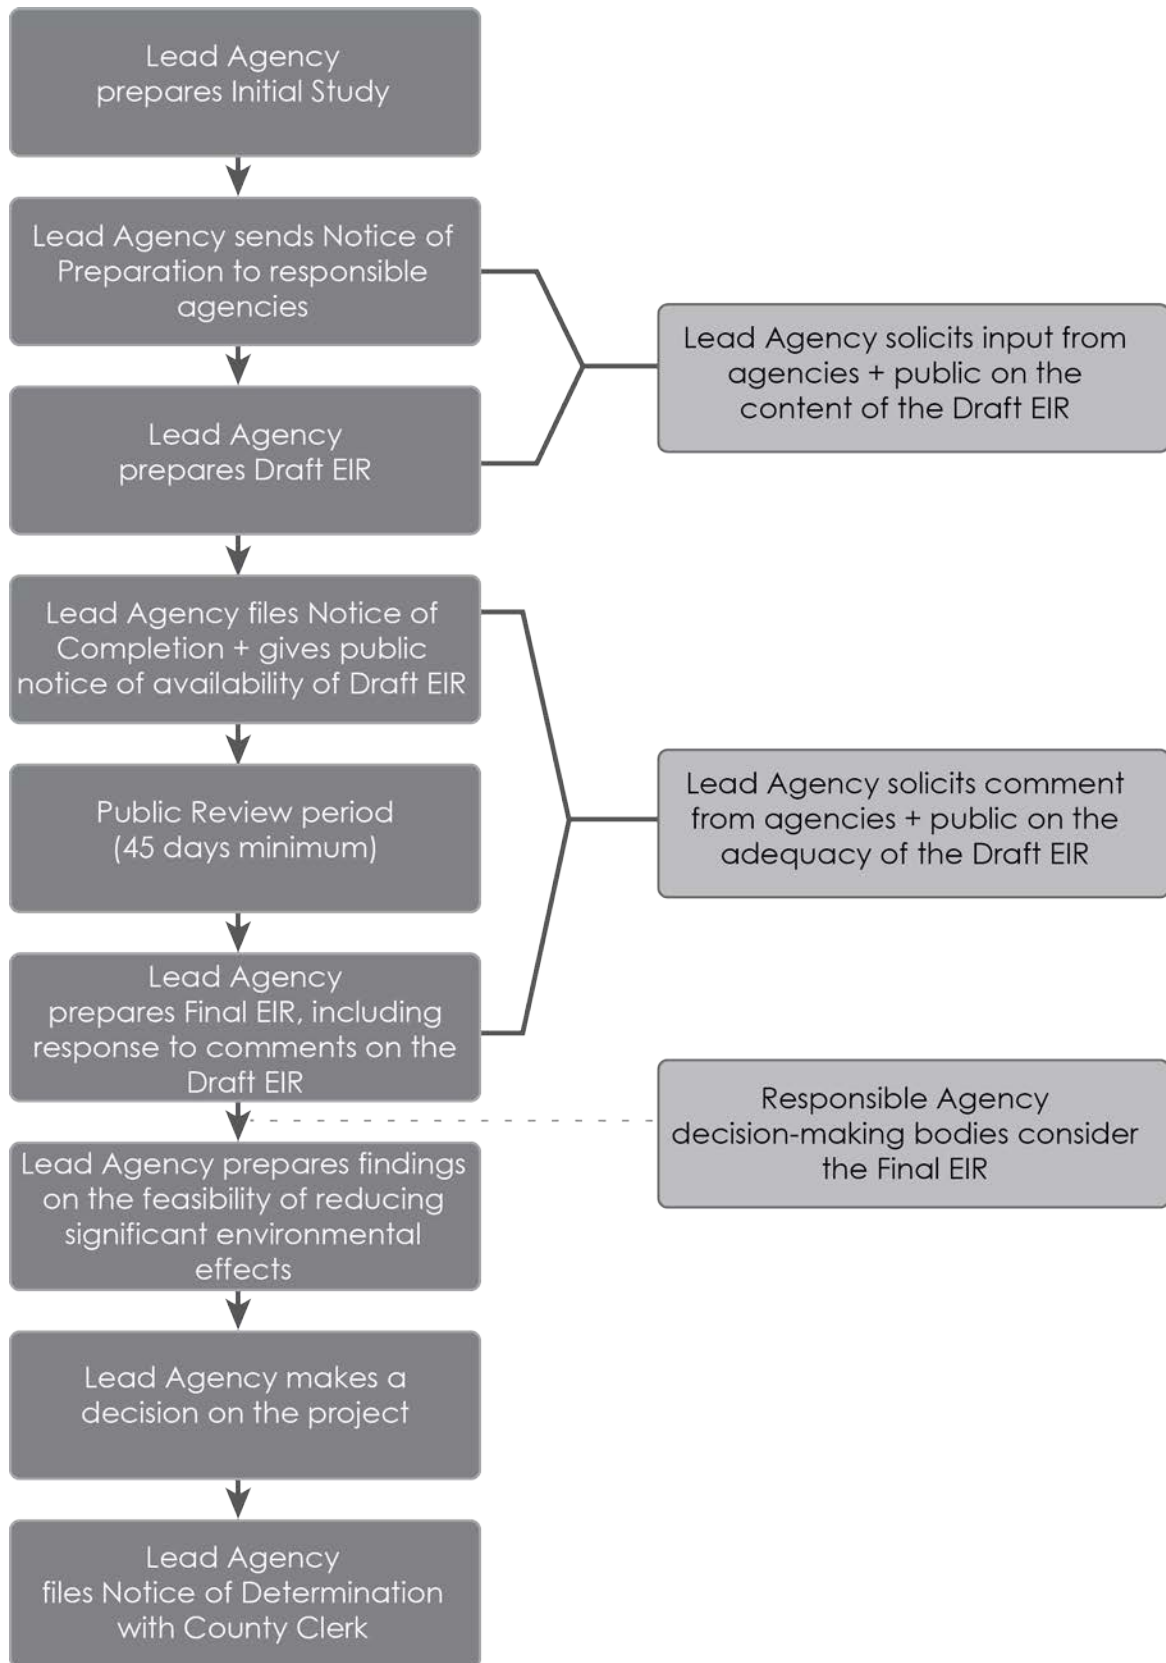 Lead Agency
prepares Initial Study
Lead Agency sends Notice of
Preparation to responsible
agencies
Lead Agency solicits input from
agencies + public on the
content of the Draft EIR
Lead Agency
prepares Draft EIR
Lead Agency files Notice of
Completion + gives public
notice of availability of Draft EIR
Public Review period
(45 days minimum)
Lead Agency solicits comment
from agencies + public on the
adequacy of the Draft EIR
Lead Agency
prepares Final EIR, including
response to comments on the
Draft EIR
Responsible Agency
decision-making bodies consider
the Final EIR
Lead Agency prepares findings
on the feasibility of reducing
significant environmental
effects
Lead Agency makes a
decision on the project
Lead Agency
files Notice of Determination
with County Clerk